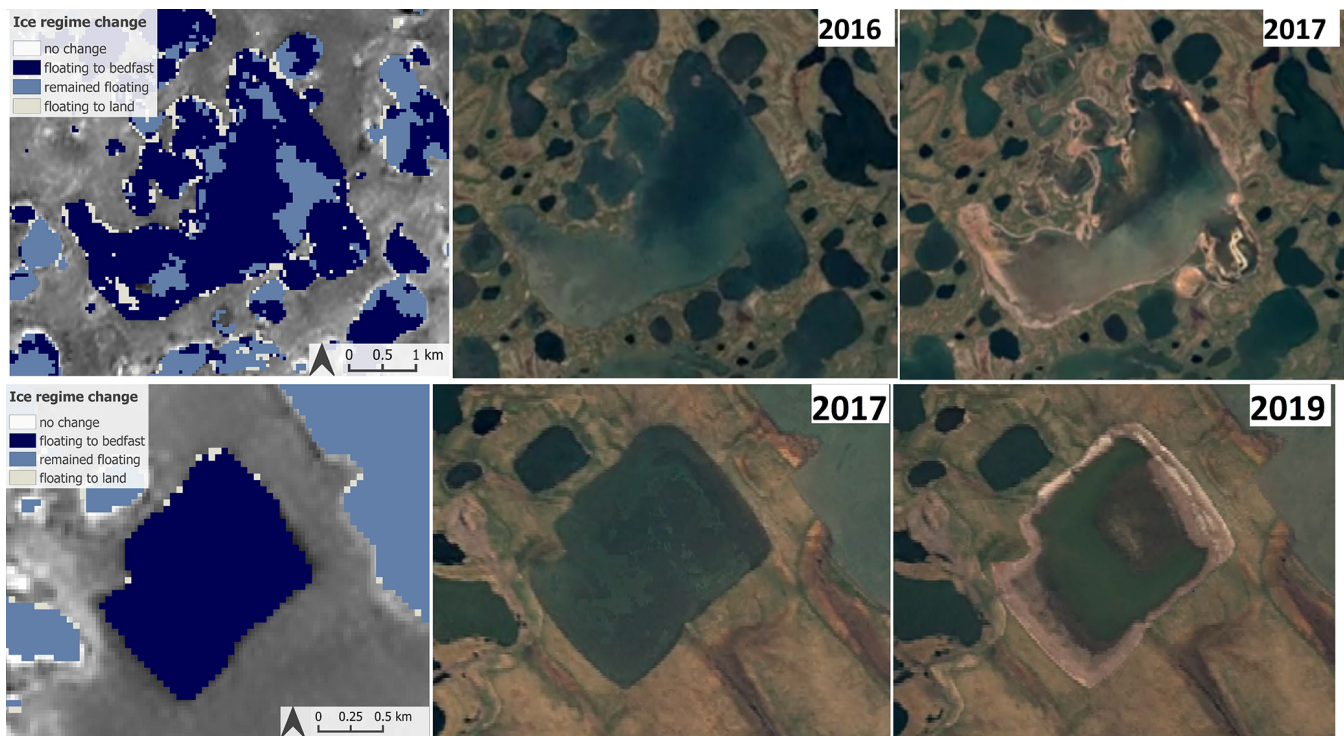 Ice regime change
no change
floating to bedfast
remained floating
floating to land
0 0.5 1 km
2016
2017
Ice regime change
no change
floating to bedfast
remained floating
floating to land
0 0.25 0.5 km
2017
2019